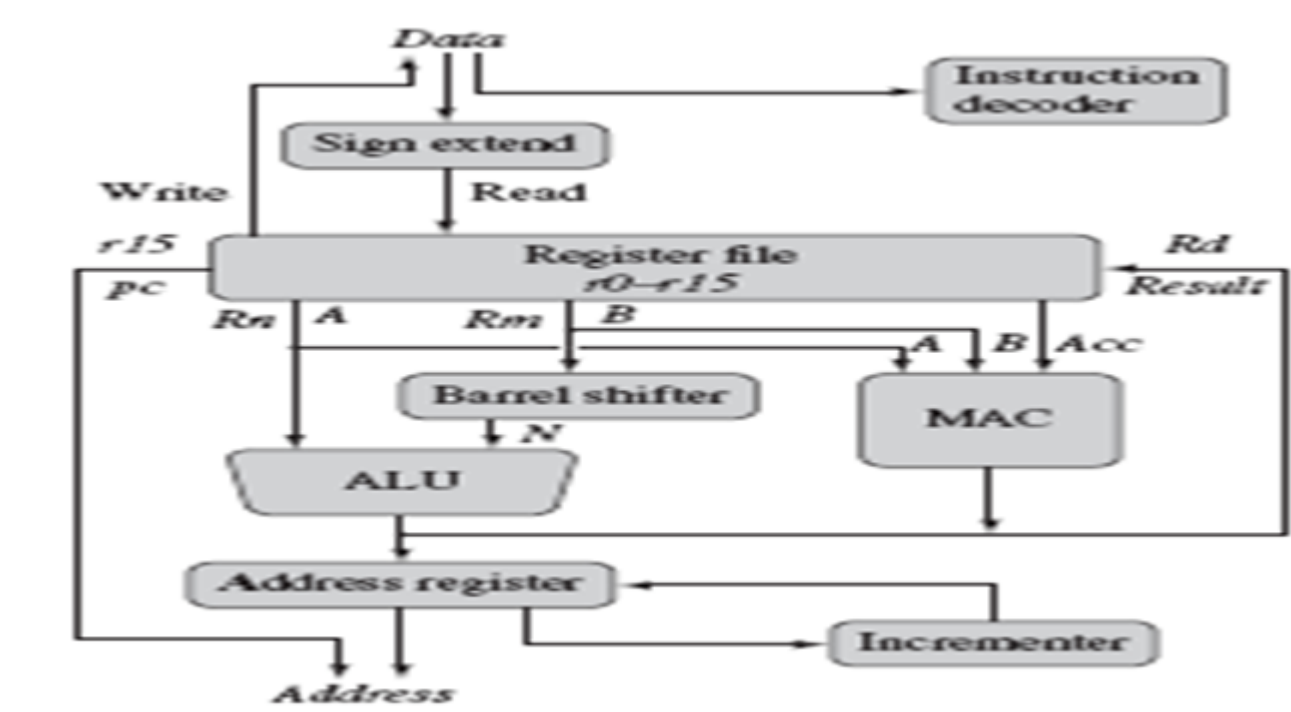 Data
Instruction
decoder
Sign extend
Write
Read
r15
pc
Register file
r0–r15
Rd
Result
Rn
A
Rm
B
A
B
Acc
Barrel shifter
MAC
N
ALU
Address register
Incrementer
Address